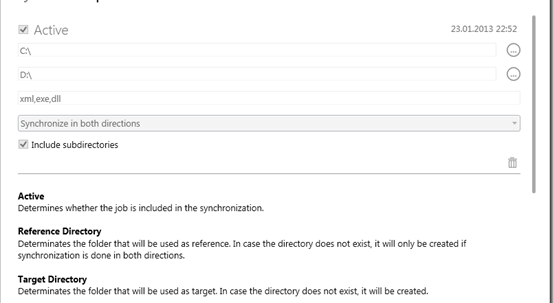 Active
23.01.2013 22:52
C:\
...
D:\
...
xml,exe,dll
Synchronize in both directions
Include subdirectories
Active
Determines whether the job is included in the synchronization.
Reference Directory
Determinates the folder that will be used as reference. In case the directory does not exist, it will only be created if
synchronization is done in both directions.
Target Directory
Determinates the folder that will be used as target. In case the directory does not exist, it will be created.